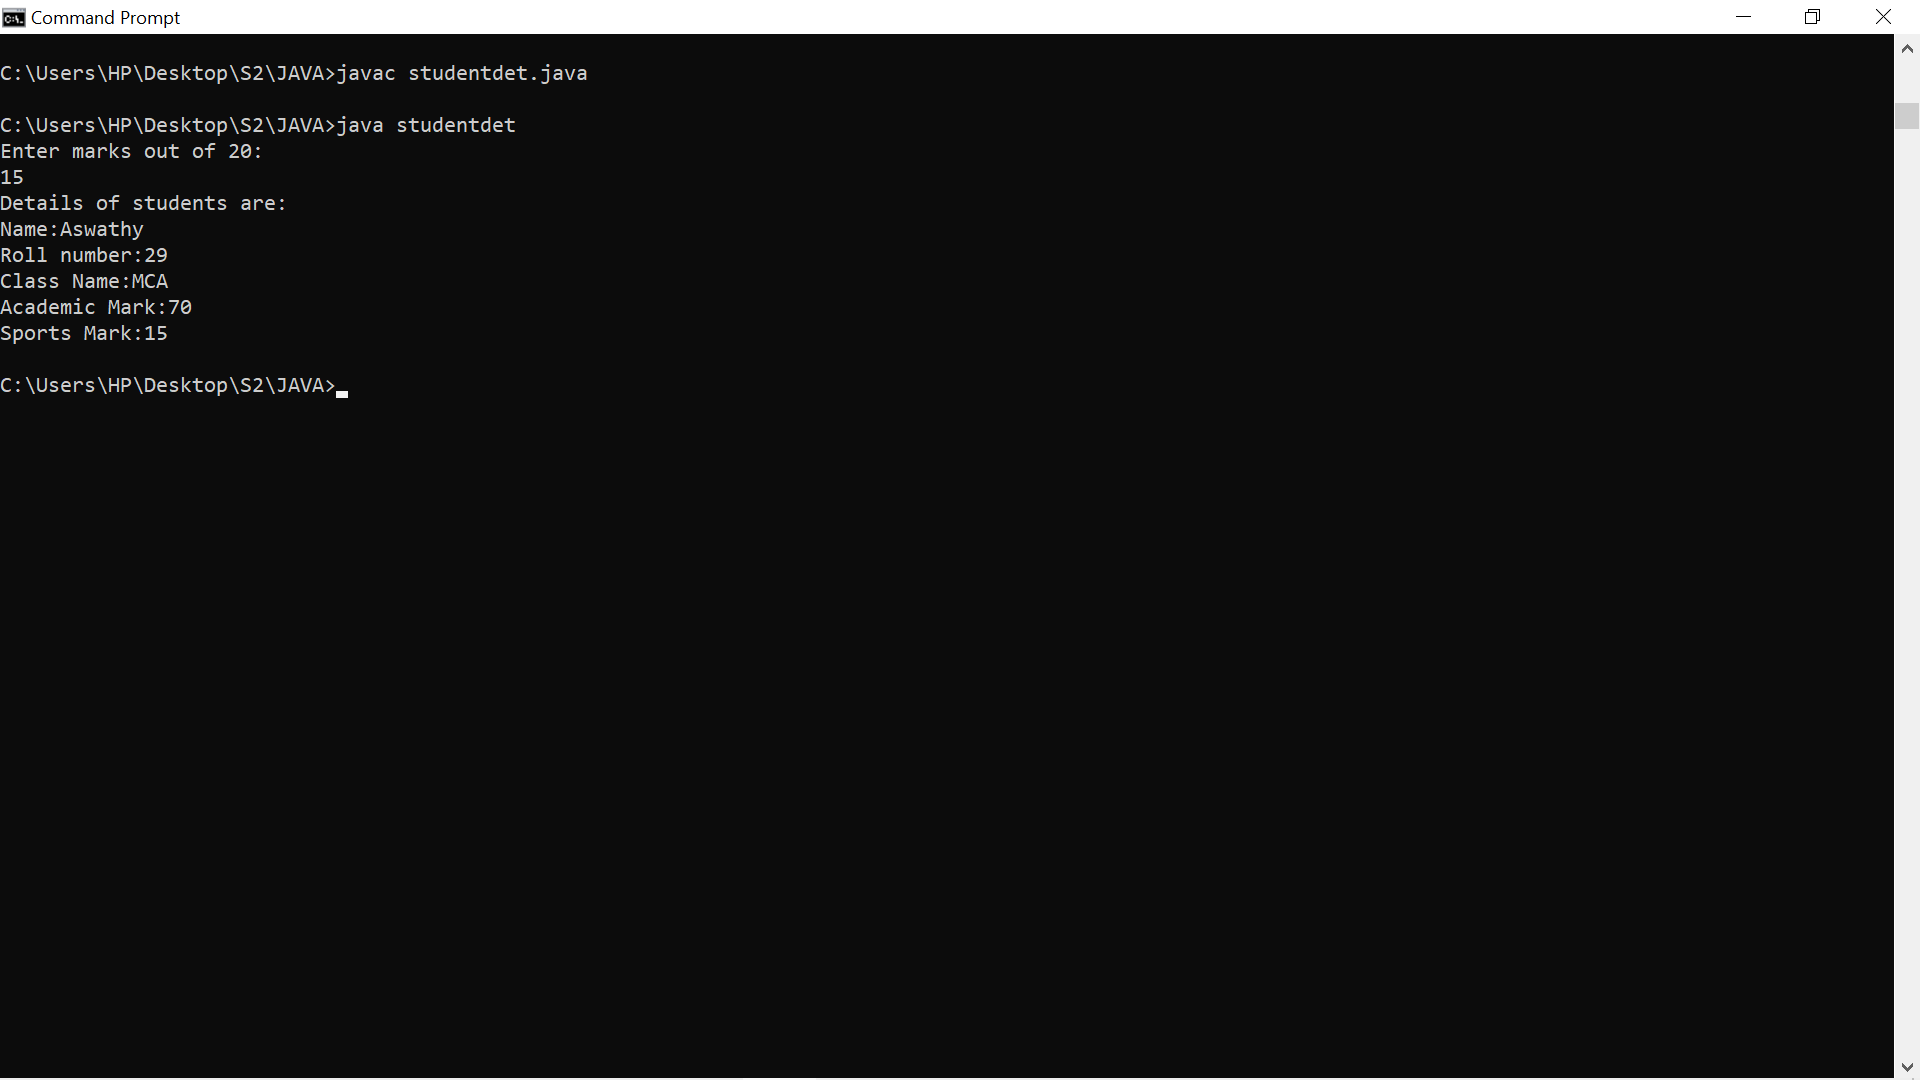 Command Prompt
C:\Users\HP\Desktop\S2\JAVA>javac studentdet.java
C:\Users\HP\Desktop\S2\JAVA>java studentdet
Enter marks out of 20:
15
Details of students are:
Name:Aswathy
Roll number:29
Class Name:MCA
Academic Mark:70
Sports Mark:15
C:\Users\HP\Desktop\S2\JAVA>